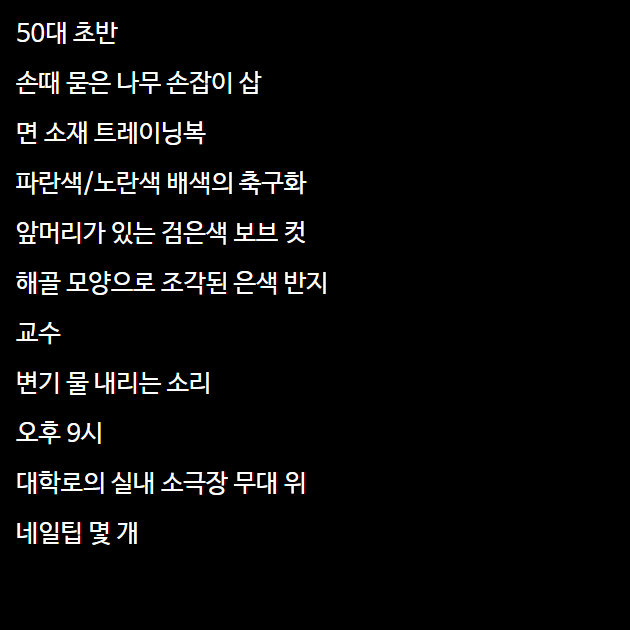 50대 초반
손때 묻은 나무 손잡이 삽
면 소재 트레이닝복
파란색/노란색 배색의 축구화
앞머리가 있는 검은색 보브 컷
해골 모양으로 조각된 은색 반지
교수
변기 물 내리는 소리
오후 9시
대학로의 실내 소극장 무대 위
네일팁 몇 개